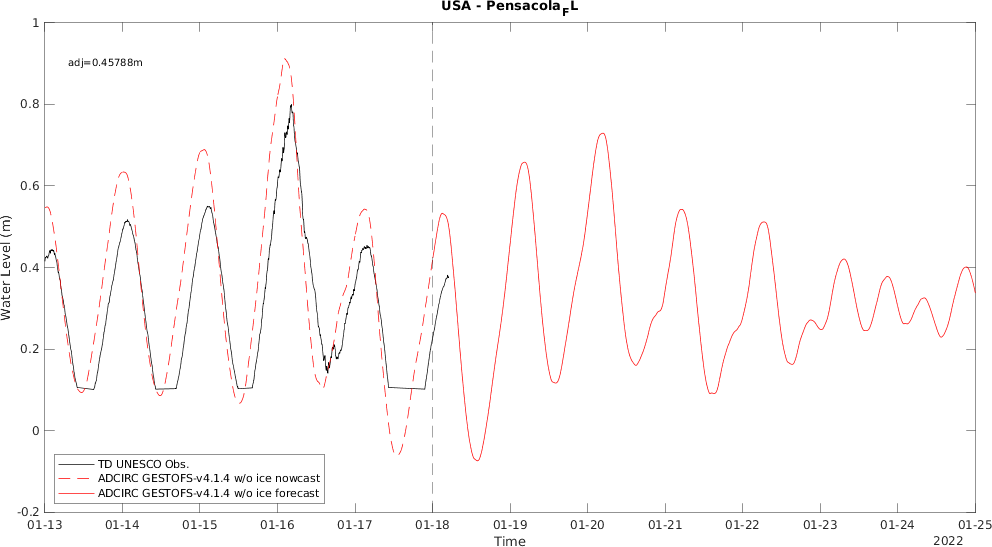 USA - Pensacola_FL
adj=0.45788m
1
0.8
0.6
0.4
0.2
0
-0.2
Water Level (m)
TD UNESCO Obs.
ADCIRC GESTOFS-v4.1.4 w/o ice nowcast
ADCIRC GESTOFS-v4.1.4 w/o ice forecast
01-13 01-14 01-15 01-16 01-17 01-18 01-19 01-20 01-21 01-22 01-23 01-24 01-25
Time
2022